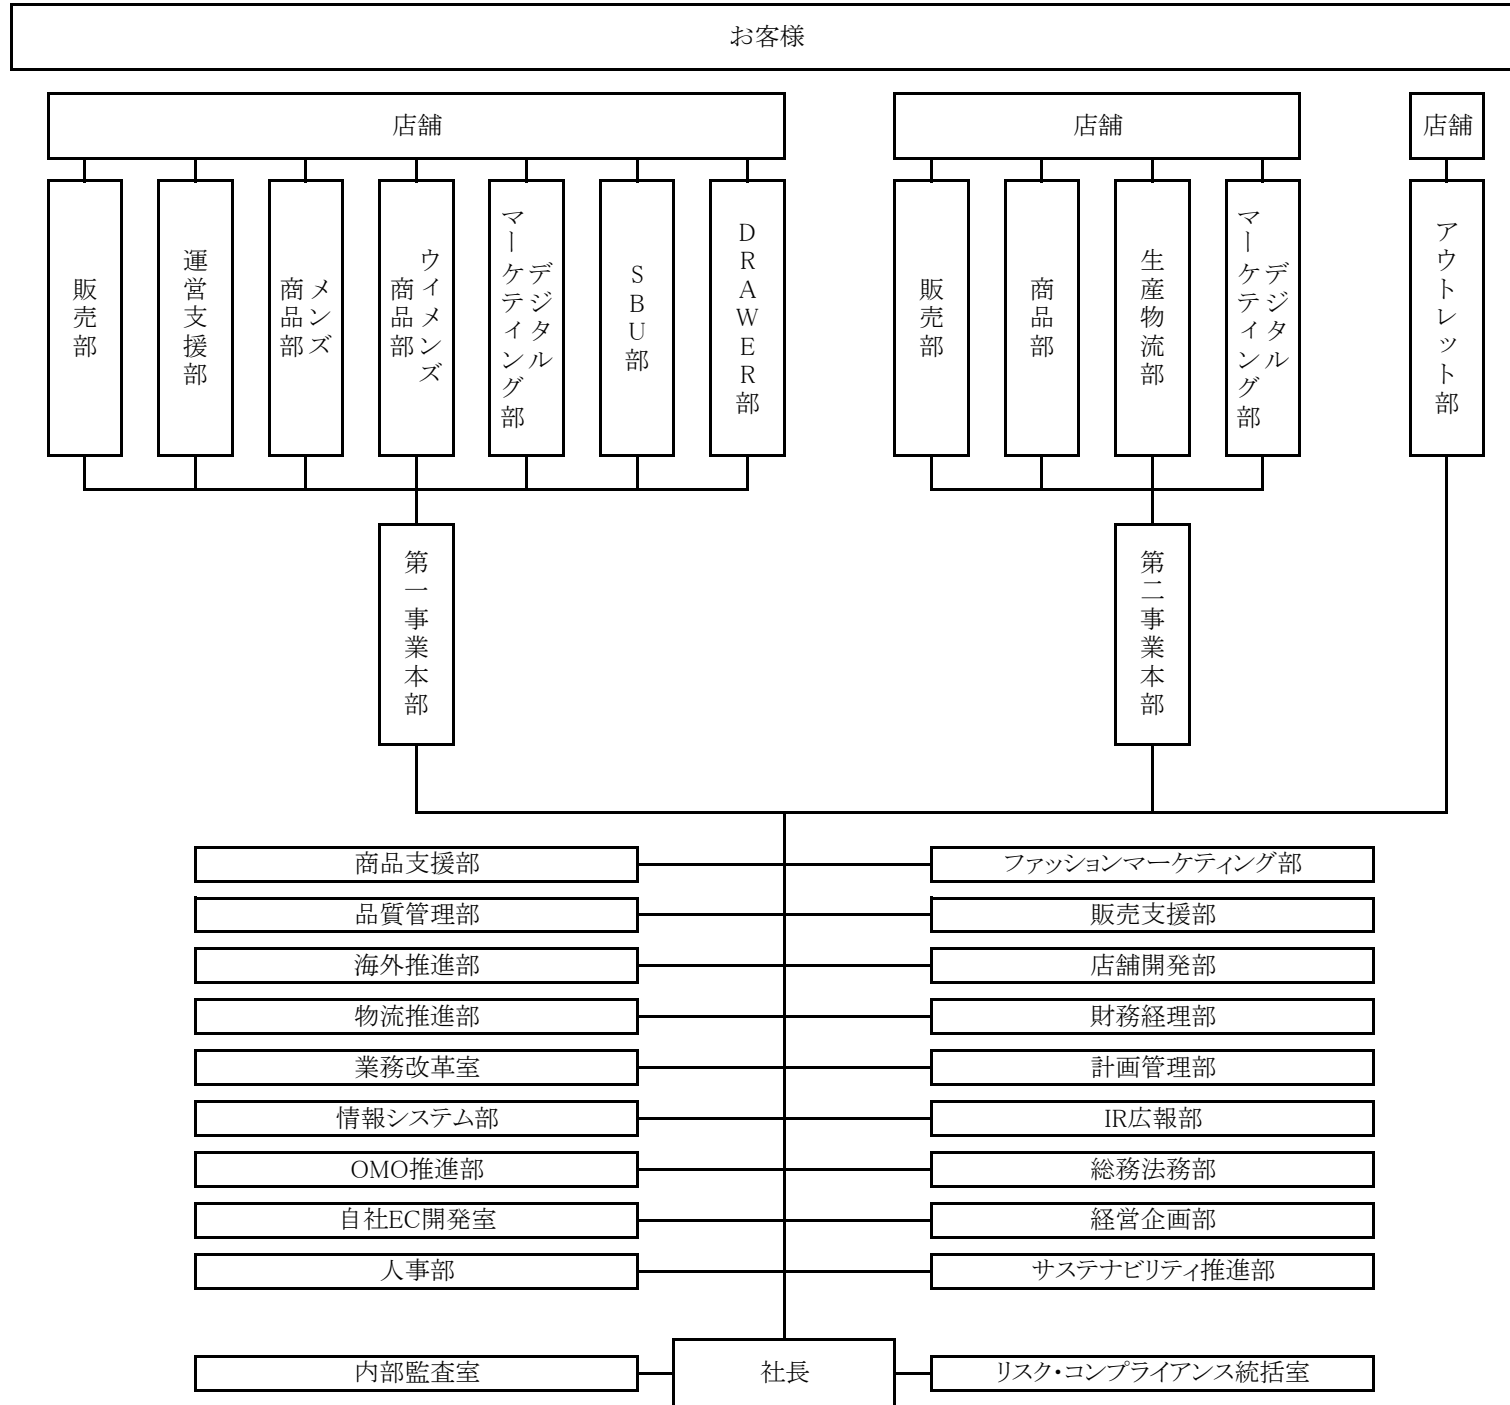 お客様
店舗
店舗
店舗
販売部
運営支援部
メンズ
商品部
ウイメンズ
商品部
デジタル
マーケティング部
SBU部
DRAWER部
販売部
商品部
生産物流部
デジタル
マーケティング部
アウトレット部
第一事業本部
第二事業本部
商品支援部
ファッションマーケティング部
品質管理部
販売支援部
海外推進部
店舗開発部
物流推進部
財務経理部
業務改革室
計画管理部
情報システム部
IR広報部
OMO推進部
総務法務部
自社EC開発室
経営企画部
人事部
サステナビリティ推進部
内部監査室
社長
リスク・コンプライアンス統括室